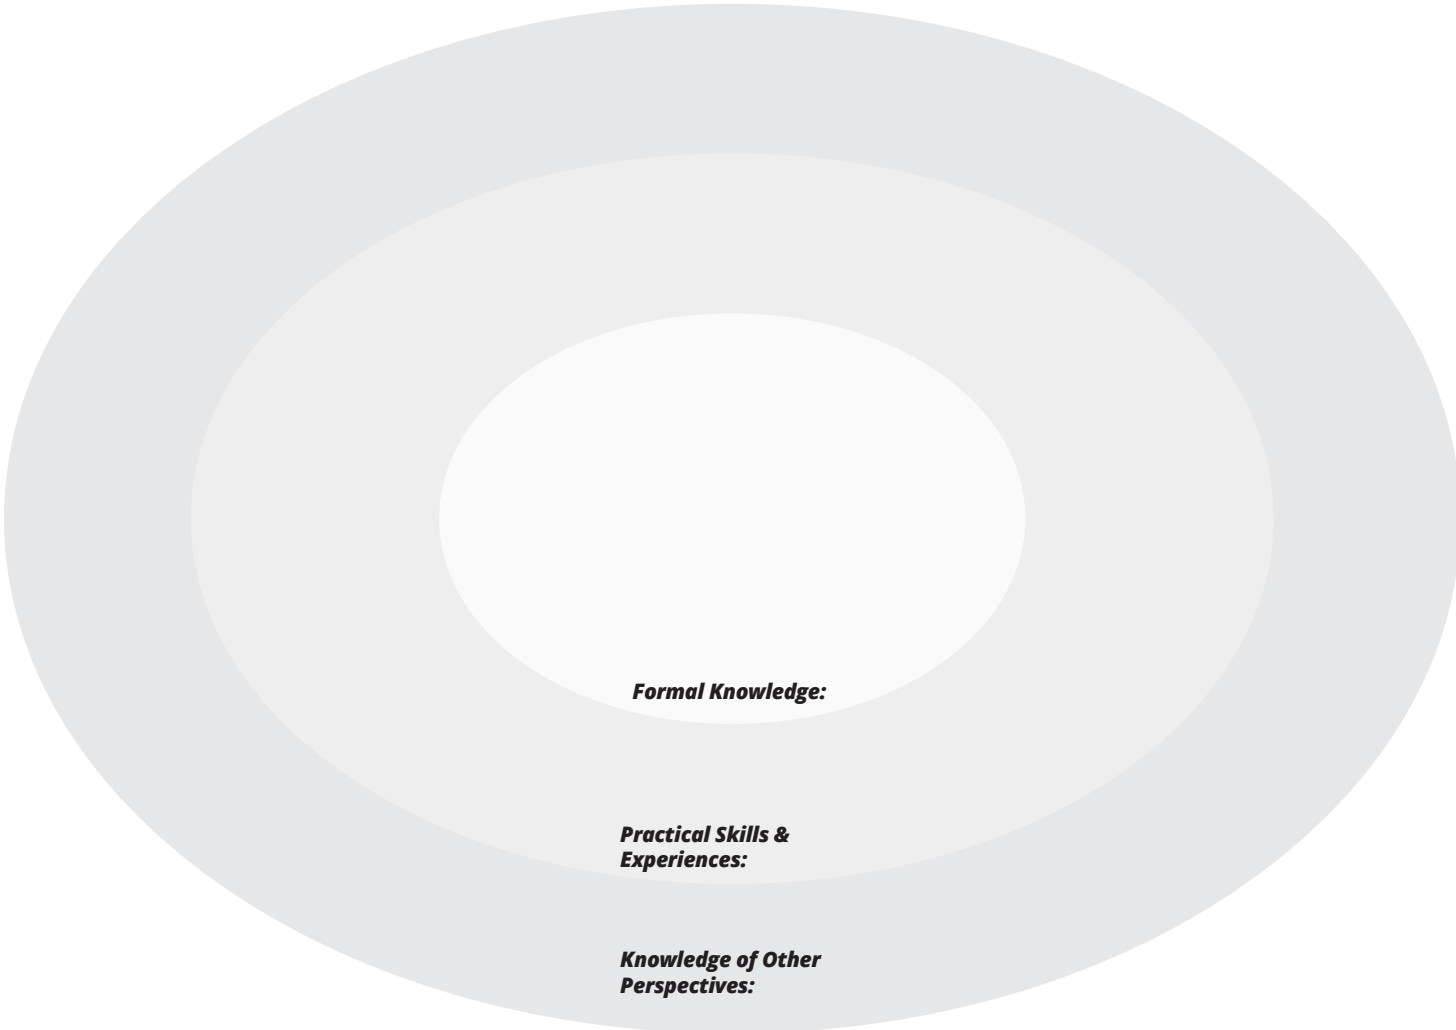 Formal Knowledge:
Practical Skills &
Experiences:
Knowledge of Other
Perspectives: